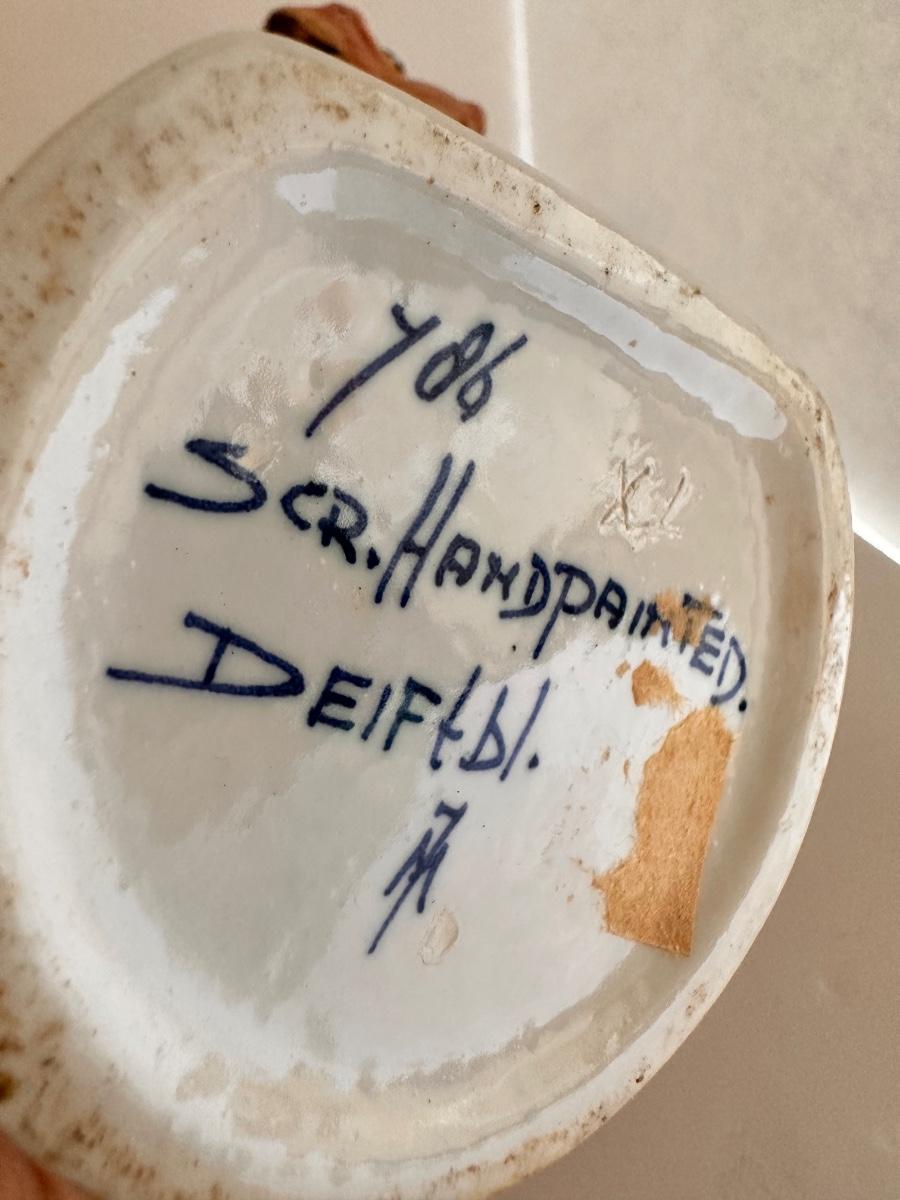 786
SCR. HANDPAINTED.
DElFtbl.